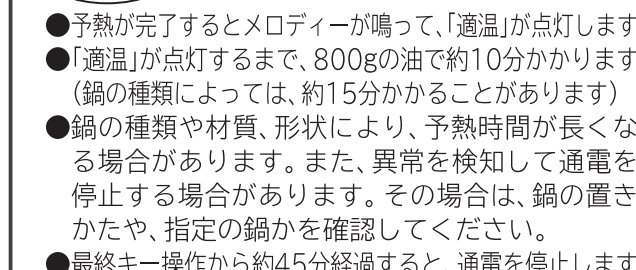 ●予熱が完了するとメロディーが鳴って、「適温」が点灯します
●「適温」が点灯するまで、800gの油で約10分かかります
(鍋の種類によっては、約15分かかることがあります)
●鍋の種類や材質、形状により、予熱時間が長くな
る場合があります。また、異常を検知して通電を
停止する場合があります。その場合は、鍋の置き
かたや、指定の鍋かを確認してください。
●最終キー操作から約45分経過すると、通電を停止します